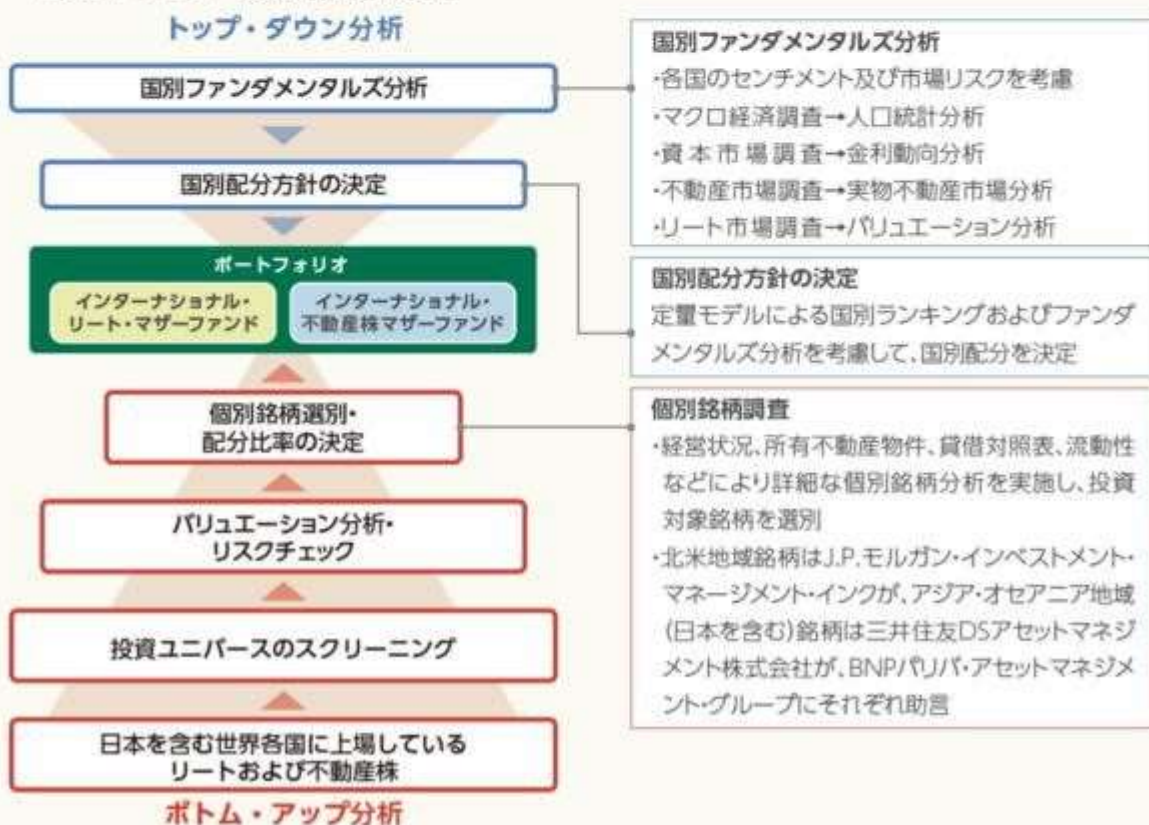 トップ・ダウン分析
国別ファンダメンタルズ分析
国別配分方針の決定
ポートフォリオ
インターナショナル・
リート・マザーファンド
インターナショナル・
不動産株マザーファンド
個別銘柄選別・
配分比率の決定
バリュエーション分析・
リスクチェック
投資ユニバースのスクリーニング
日本を含む世界各国に上場している
リートおよび不動産株
ボトム・アップ分析
国別ファンダメンタルズ分析
・各国のセンチメント及び市場リスクを考慮
・マクロ経済調査→人口統計分析
・資本市場調査→金利動向分析
・不動産市場調査→実物不動産市場分析
・リート市場調査→バリュエーション分析
国別配分方針の決定
定量モデルによる国別ランキングおよびファンダ
メンタルズ分析を考慮して、国別配分を決定
個別銘柄調査
・経営状況、所有不動産物件、貸借対照表、流動性
などにより詳細な個別銘柄分析を実施し、投資
対象銘柄を選別
・北米地域銘柄はJ.P.モルガン・インベストメント・
マネージメント・インクが、アジア・オセアニア地域
(日本を含む)銘柄は三井住友DSアセットマネジ
メント株式会社が、BNPパリバ・アセットマネジメ
ント・グループにそれぞれ助言